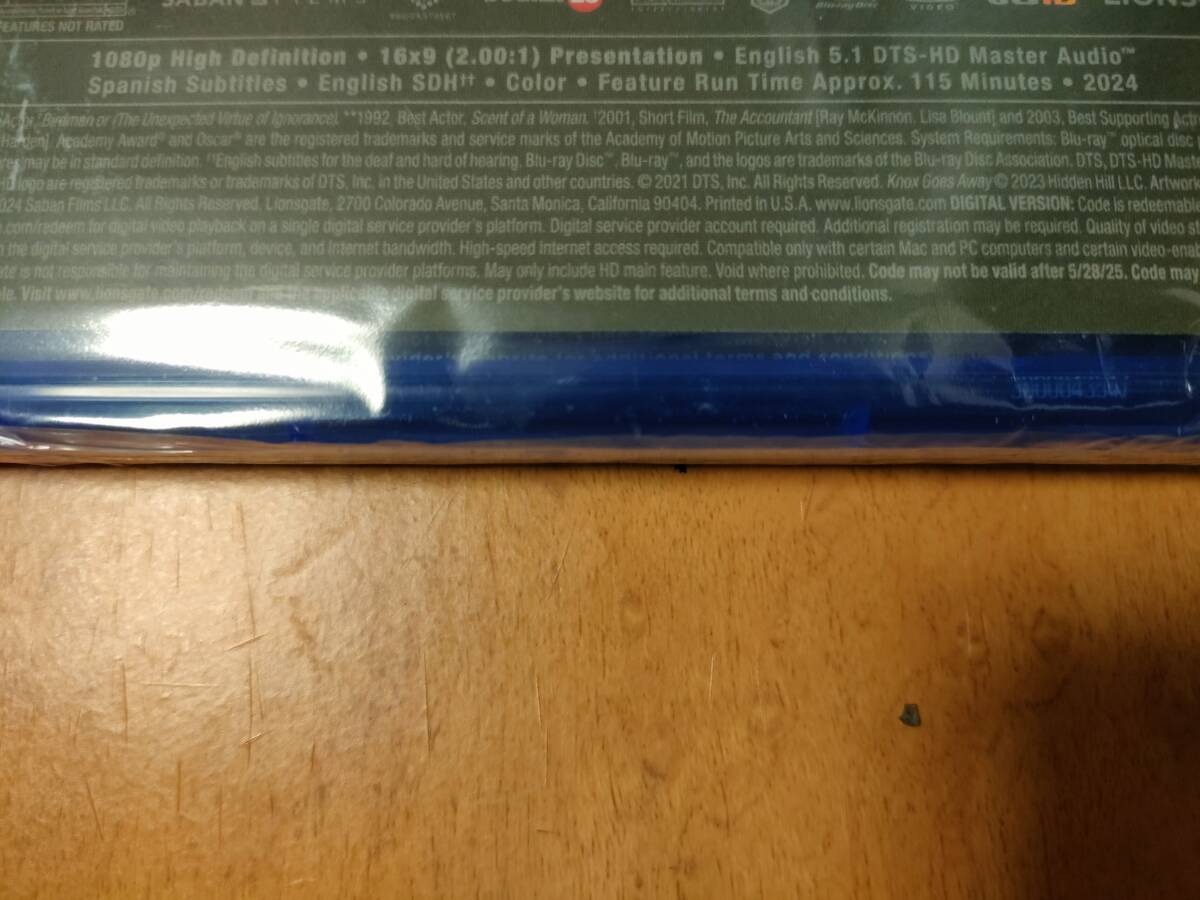 SABAN
FEATURES NOT RATED
1080p High Definition • 16x9 (2.00:1) Presentation • English 5.1 DTS-HD Master Audio™
Spanish Subtitles • English SDH†† • Color • Feature Run Time Approx. 115 Minutes • 2024
Actor, Birdman or (The Unexpected Virtue of Ignorance). **1992, Best Actor, Scent of a Woman. †2001, Short Film, The Accountant [Ray McKinnon, Lisa Blount] and 2003, Best Supporting
Harden]. Academy Award® and Oscar® are the registered trademarks and service marks of the Academy of Motion Picture Arts and Sciences. System Requirements: Blu-ray™ optical disc
may be in standard definition. ††English subtitles for the deaf and hard of hearing. Blu-ray Disc™, Blu-ray™, and the logos are trademarks of the Blu-ray Disc Association. DTS, DTS-HD
logo are registered trademarks or trademarks of DTS, Inc. in the United States and other countries. © 2021 DTS, Inc. All Rights Reserved. Knox Goes Away © 2023 Hidden Hill LLC.
024 Saban Films LLC. All Rights Reserved. Lionsgate, 2700 Colorado Avenue, Santa Monica, California 90404. Printed in U.S.A. www.lionsgate.com DIGITAL VERSION: Code is redeemable
.com/redeem for digital video playback on a single digital service provider's platform. Digital service provider account required. Additional registration may be required. Quality of video
the digital service provider's platform, device, and Internet bandwidth. High-speed internet access required. Compatible only with certain Mac and PC computers and certain
is not responsible for maintaining the digital service provider platforms. May only include HD main feature. Void where prohibited. Code may not be valid after 5/28/25. Code may
Visit digital service provider's website for additional terms and conditions.